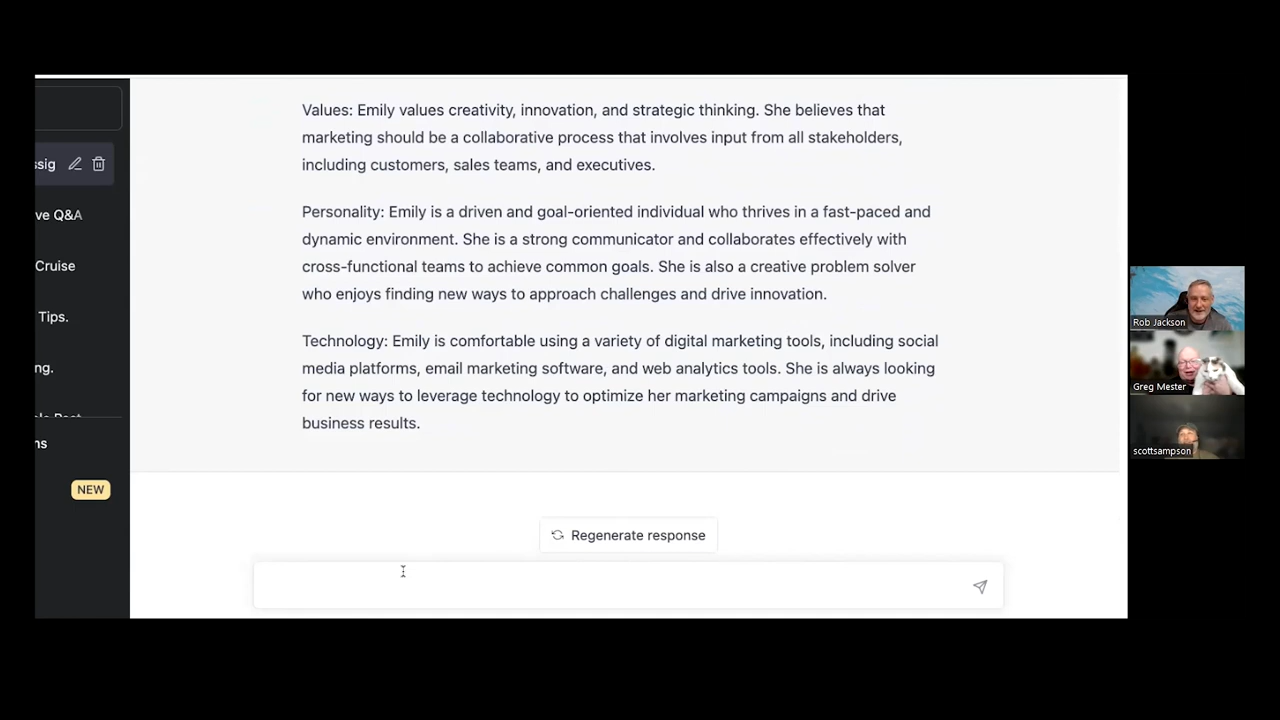 ssig
ve Q&A
Cruise
Tips.
ng.
ns
NEW
Values: Emily values creativity, innovation, and strategic thinking. She believes that
marketing should be a collaborative process that involves input from all stakeholders,
including customers, sales teams, and executives.
Personality: Emily is a driven and goal-oriented individual who thrives in a fast-paced and
dynamic environment. She is a strong communicator and collaborates effectively with
cross-functional teams to achieve common goals. She is also a creative problem solver
who enjoys finding new ways to approach challenges and drive innovation.
Technology: Emily is comfortable using a variety of digital marketing tools, including social
media platforms, email marketing software, and web analytics tools. She is always looking
for new ways to leverage technology to optimize her marketing campaigns and drive
business results.
Regenerate response
Rob Jackson
Greg Mester
scottsampson